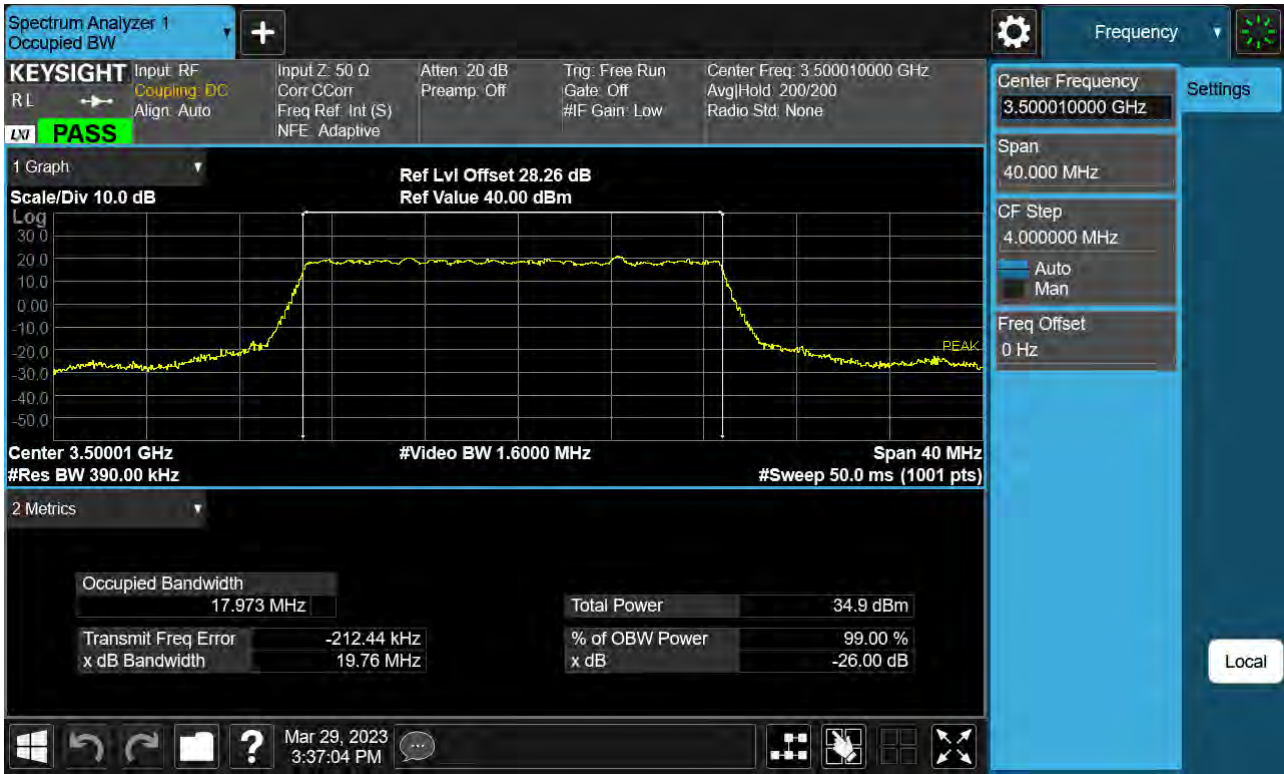 Spectrum Analyzer 1
Occupied BW
+
Frequency
KEYSIGHT
RL
LXI PASS
Input: RF
Coupling: DC
Align: Auto
Input Z: 50 Ω
Corr CCorr
Freq Ref: Int (S)
NFE: Adaptive
Atten: 20 dB
Preamp: Off
Trig: Free Run
Gate: Off
#IF Gain: Low
Center Freq: 3.500010000 GHz
Avg|Hold: 200/200
Radio Std: None
Center Frequency
3.500010000 GHz
Settings
Span
40.000 MHz
CF Step
4.000000 MHz
Auto
Man
Freq Offset
0 Hz
Local
1 Graph
Scale/Div 10.0 dB
Ref Lvl Offset 28.26 dB
Ref Value 40.00 dBm
Log
30.0
20.0
10.0
0.00
-10.0
-20.0
-30.0
-40.0
-50.0
PEAK
Center 3.50001 GHz
#Video BW 1.6000 MHz
Span 40 MHz
#Res BW 390.00 kHz
#Sweep 50.0 ms (1001 pts)
2 Metrics
Occupied Bandwidth
17.973 MHz
Total Power 34.9 dBm
Transmit Freq Error -212.44 kHz
% of OBW Power 99.00 %
x dB Bandwidth 19.76 MHz
x dB -26.00 dB
?
Mar 29, 2023
3:37:04 PM